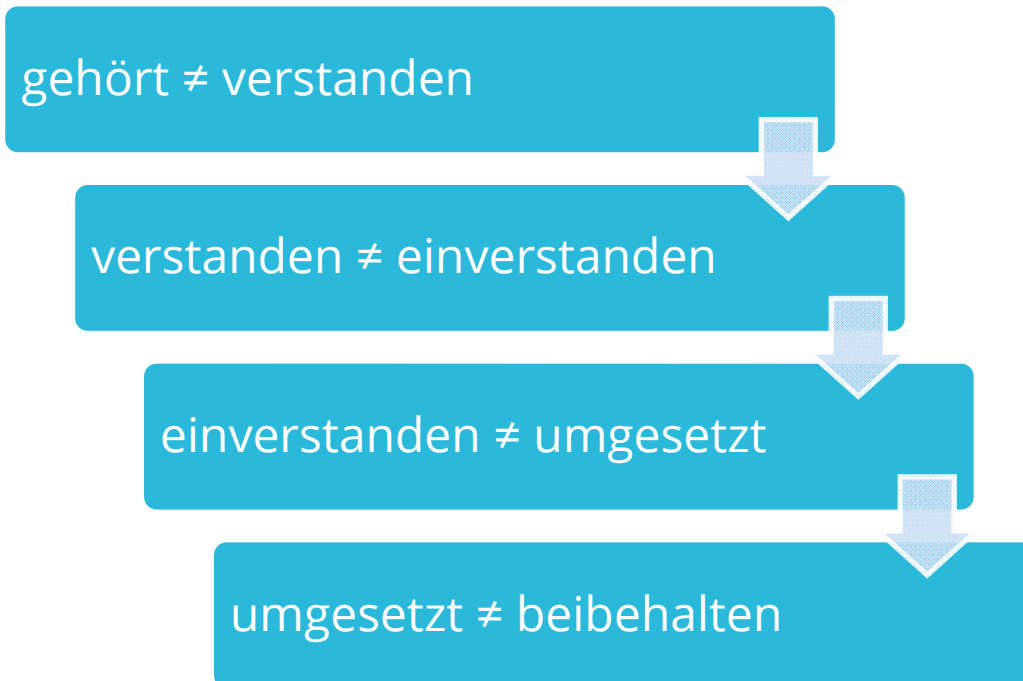 gehört ≠ verstanden
verstanden ≠ einverstanden
einverstanden ≠ umgesetzt
umgesetzt ≠ beibehalten